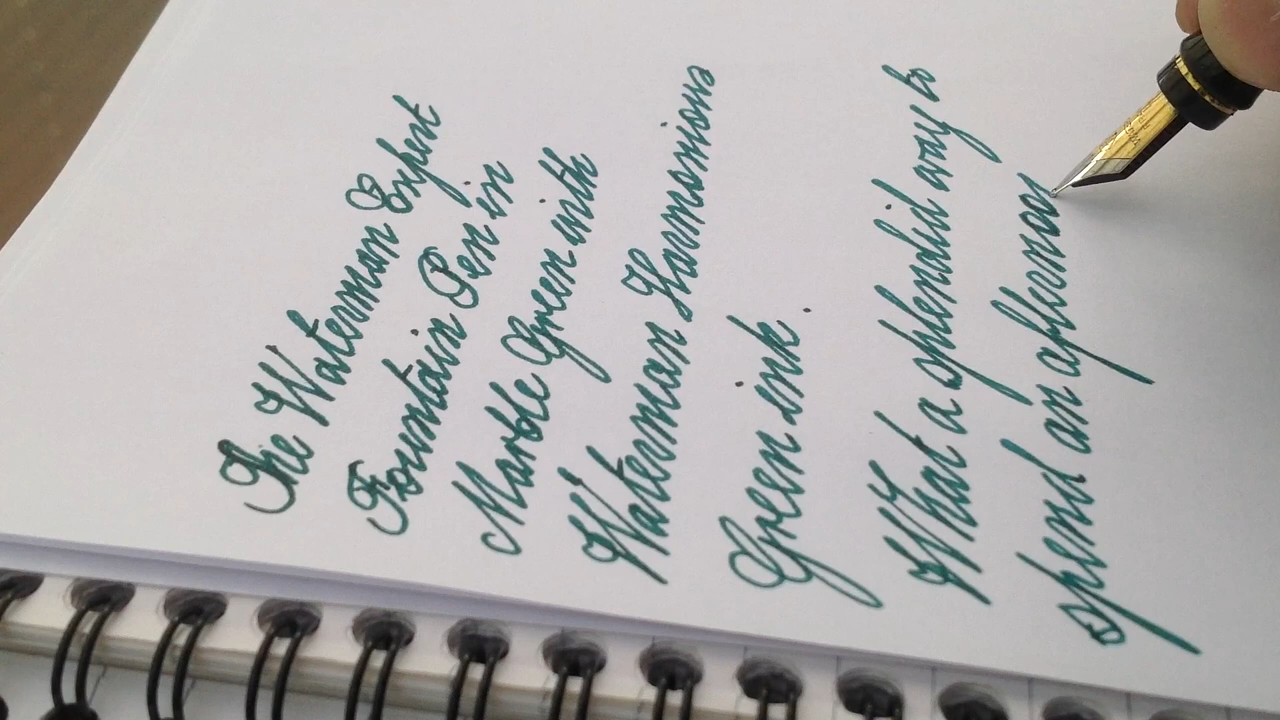 The Waterman Expert
Fountain Pen in
Marble Green with
Waterman Harmonious
Green ink.
What a splendid way to
spend an afternoo